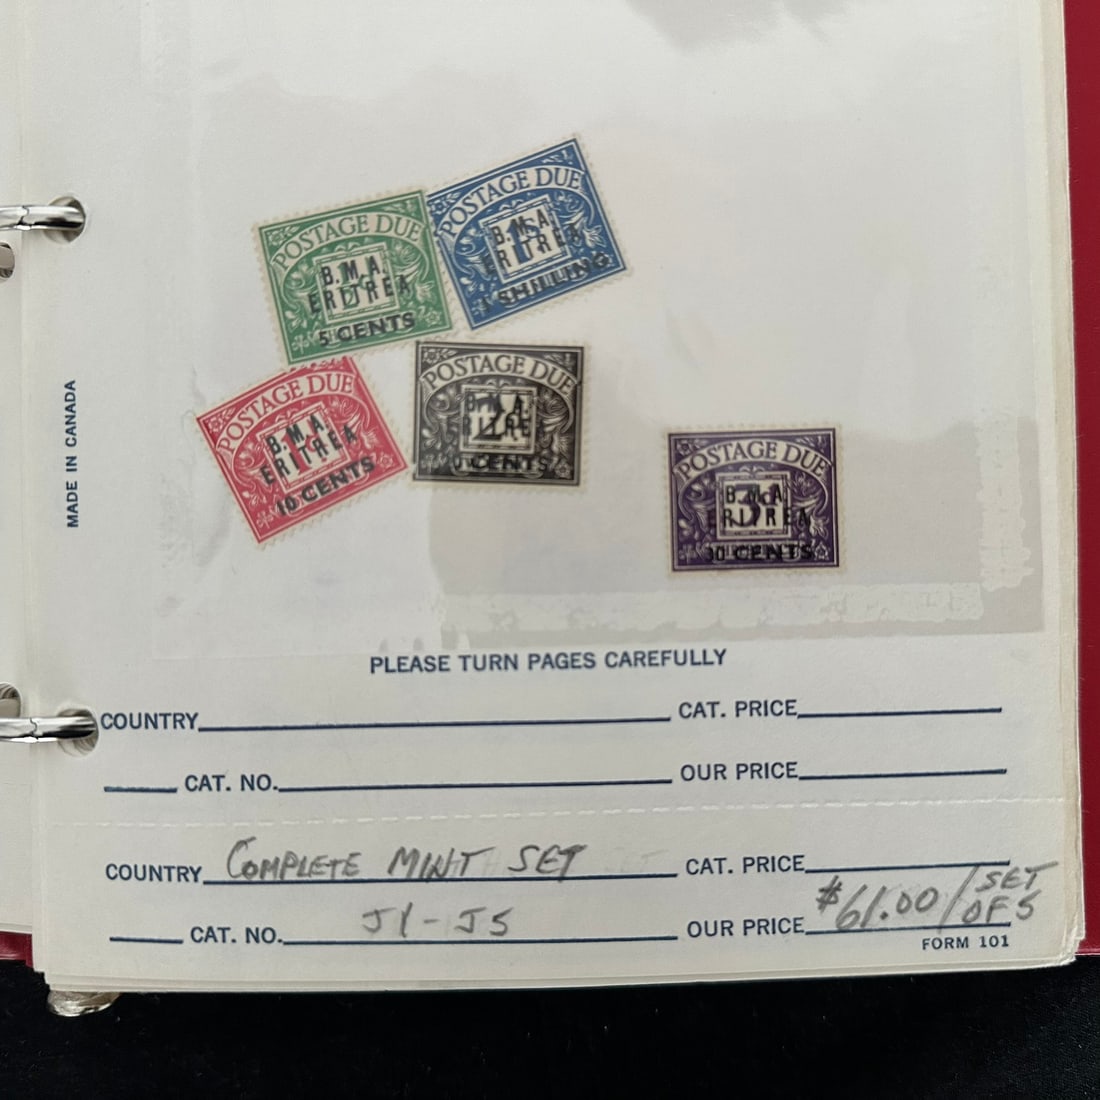 POSTAGE DUE
B.M.A.
ERITREA
1 SHILLING
POSTAGE DUE
B.M.A.
ERITREA
5 CENTS
POSTAGE DUE
B.M.A.
ERITREA
10 CENTS
POSTAGE DUE
B.M.A.
2D
CENTS
POSTAGE DUE
3D
B.M.A.
ERITREA
30 CENTS
MADE IN CANADA
PLEASE TURN PAGES CAREFULLY
COUNTRY CAT. PRICE
CAT. NO. OUR PRICE
COUNTRY COMPLETE MINT SET CAT. PRICE
CAT. NO. J1-J5 OUR PRICE $61.00/SET OF 5
FORM 101